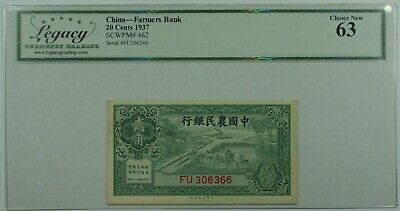 Legacy
CURRENCY GRADING
www.legacygrading.com
China—Farmers Bank
20 Cents 1937
SCWPM# 462
Serial #FU306366
Choice New
63
行銀民農國中
FU 306366